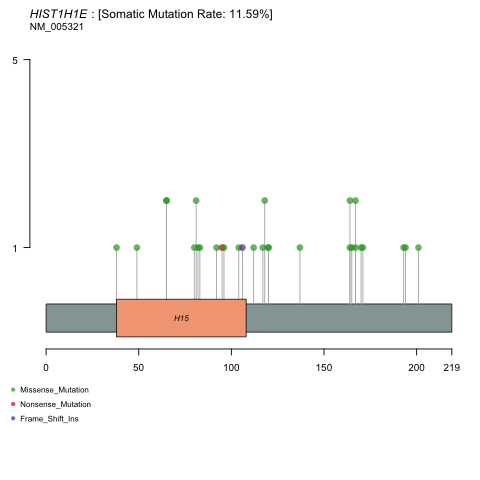 HIST1H1E : [Somatic Mutation Rate: 11.59%]
NM_005321
5
1
H15
0 50 100 150 200 219
Missense_Mutation
Nonsense_Mutation
Frame_Shift_Ins